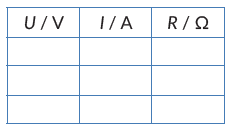 U / V I / A R / Ω